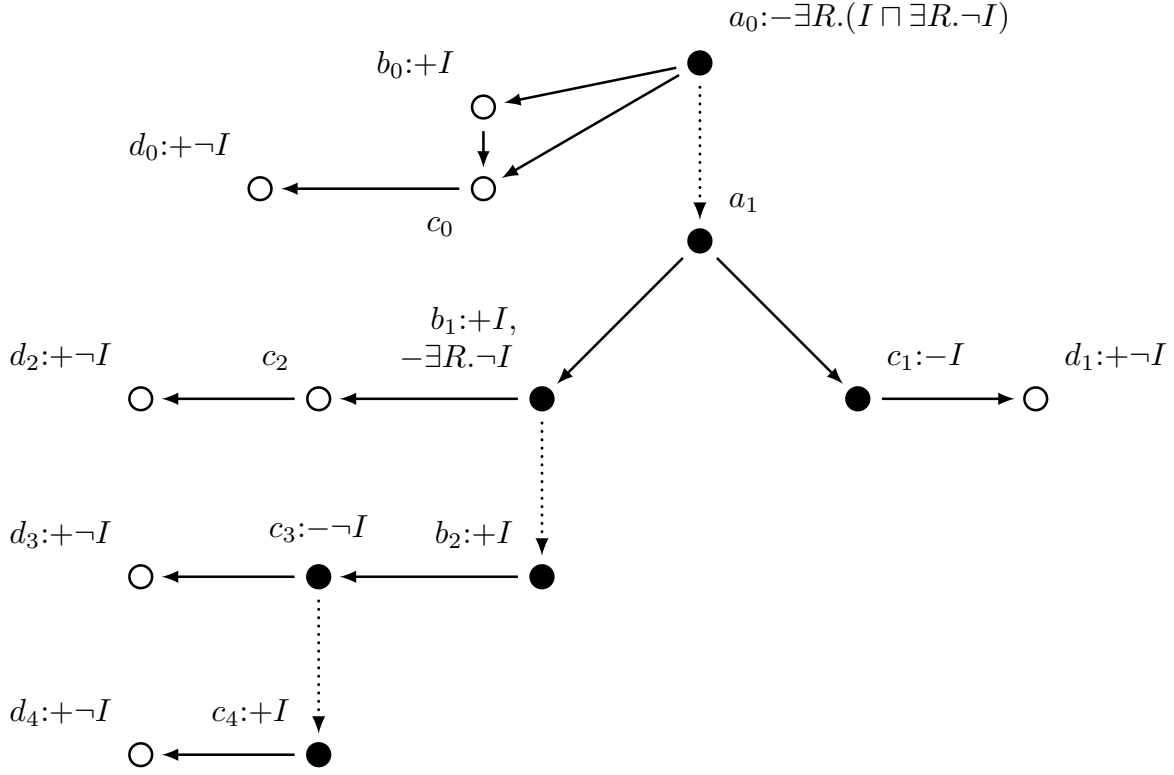 a₀:−∃R.(I ⊓ ∃R.¬I)
b₀:+I
d₀:+¬I
c₀
a₁
b₁:+I,
−∃R.¬I
d₂:+¬I
c₂
c₁:−I
d₁:+¬I
d₃:+¬I
c₃:−¬I
b₂:+I
d₄:+¬I
c₄:+I